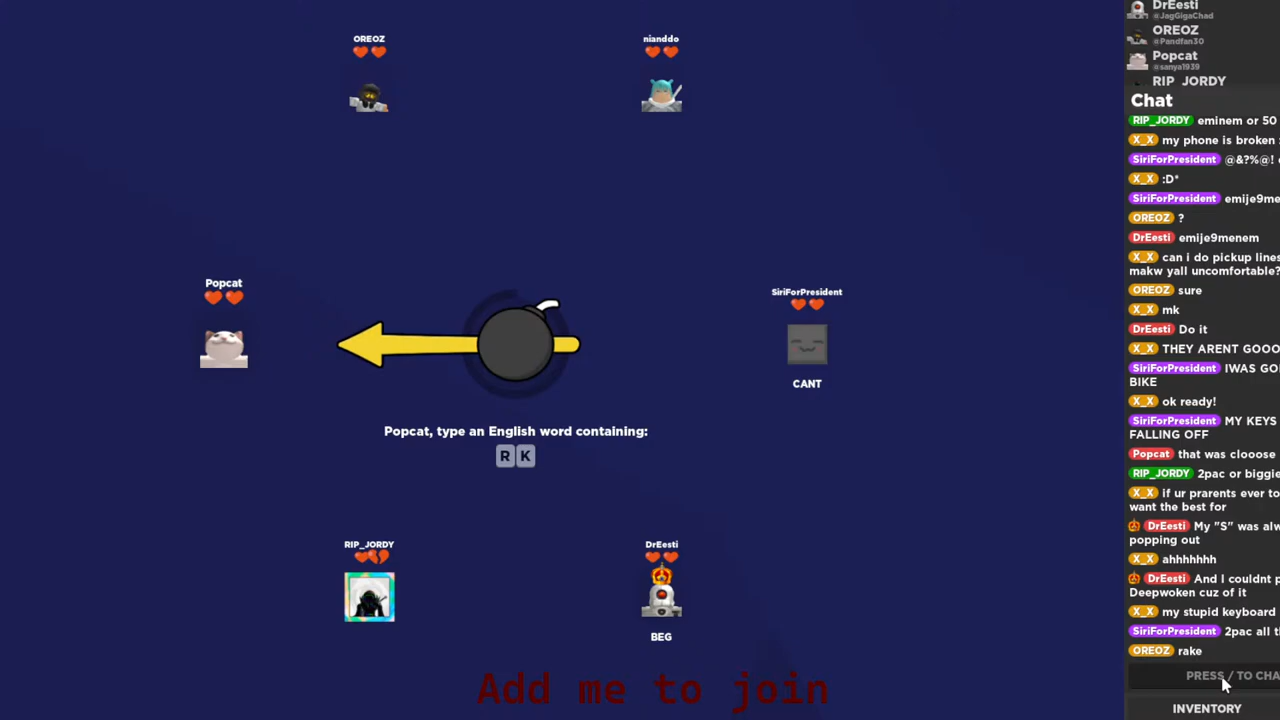 OREOZ
nianddo
Popcat
SiriForPresident
CANT
Popcat, type an English word containing:
R K
RIP_JORDY
DrEesti
BEG
Add me to join
DrEesti
@JagGigaChad
OREOZ
@Pandfan30
Popcat
@sanya1939
RIP_JORDY
Chat
RIP_JORDY eminem or 50
X_X my phone is broken
SiriForPresident @&?%@!
X_X :D*
SiriForPresident emije9me
OREOZ ?
DrEesti emije9menem
X_X can i do pickup lines
makw yall uncomfortable?
OREOZ sure
X_X mk
DrEesti Do it
X_X THEY ARENT GOOO
SiriForPresident IWAS GO
BIKE
X_X ok ready!
SiriForPresident MY KEYS
FALLING OFF
Popcat that was clooose
RIP_JORDY 2pac or biggie
X_X if ur prarents ever to
want the best for
DrEesti My "S" was alw
popping out
X_X ahhhhhhh
DrEesti And I couldnt p
Deepwoken cuz of it
X_X my stupid keyboard
SiriForPresident 2pac all t
OREOZ rake
PRESS / TO CHA
INVENTORY